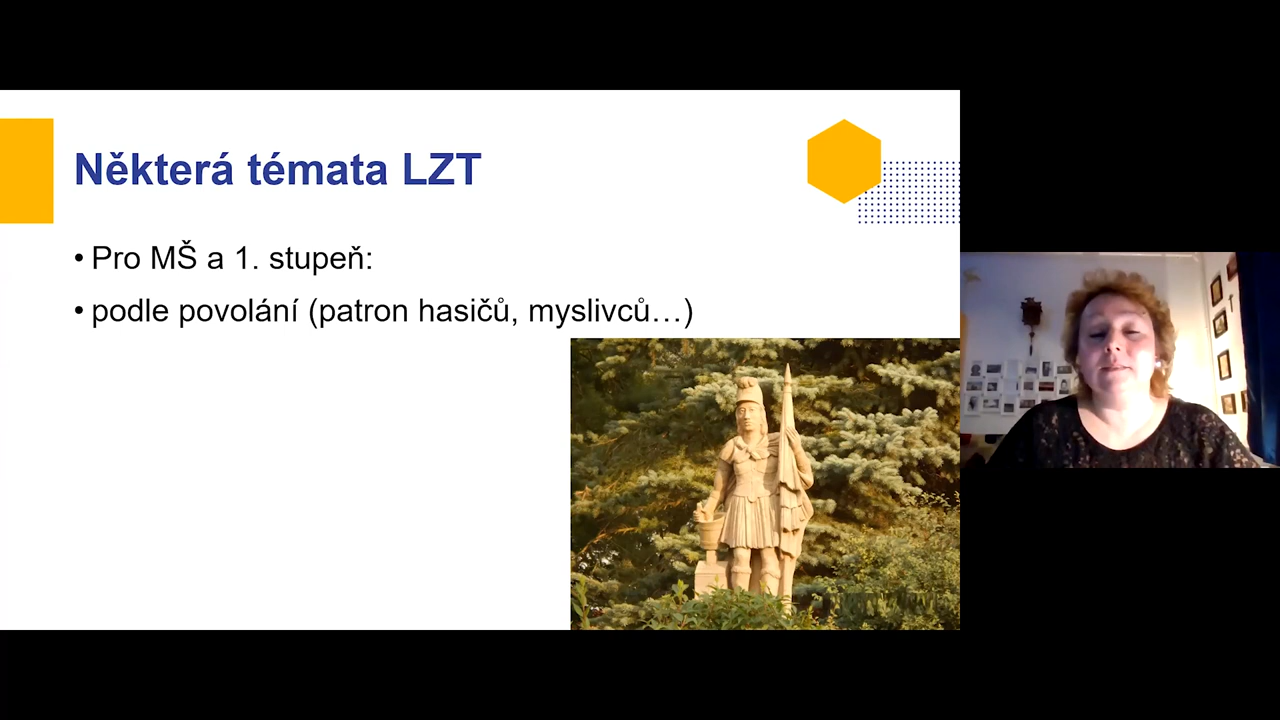 Některá témata LZT
• Pro MŠ a 1. stupeň:
• podle povolání (patron hasičů, myslivců…)